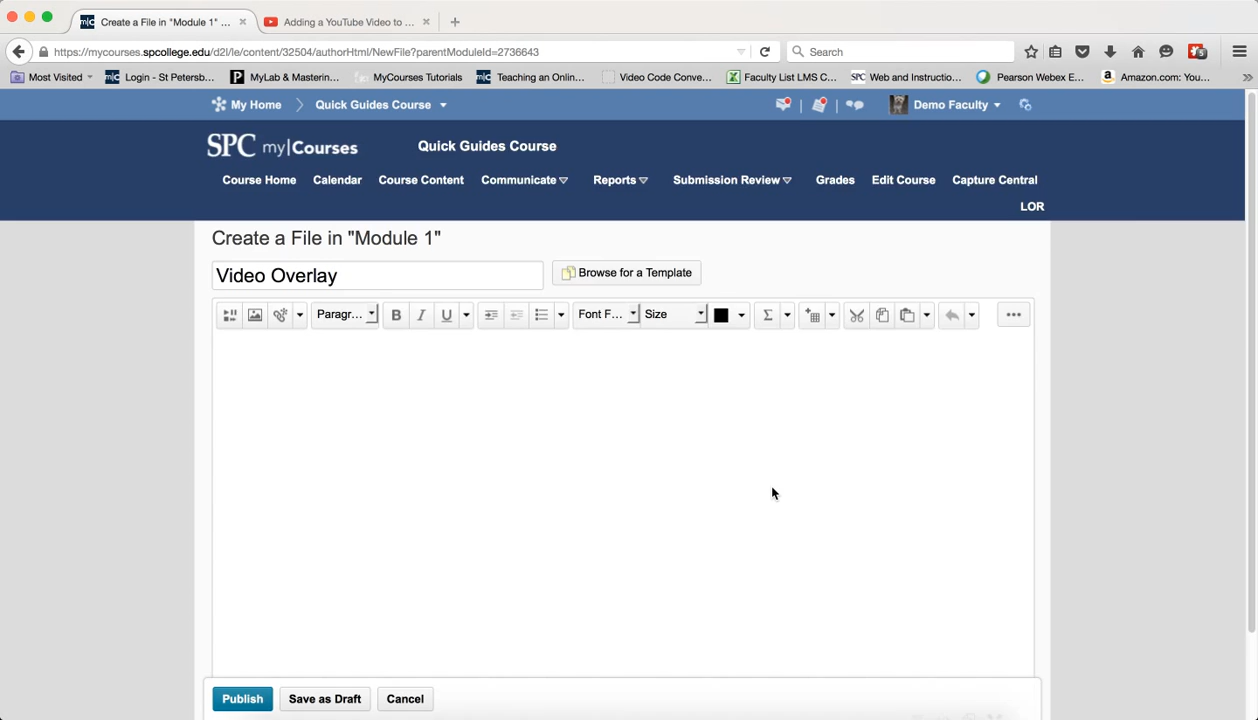 Create a File in "Module 1" ...
Adding a YouTube Video to ...
https://mycourses.spcollege.edu/d2l/le/content/32504/authorHtml/NewFile?parentModuleId=2736643
Search
5
Most Visited
Login - St Petersb...
MyLab & Mastering...
MyCourses Tutorials
Teaching an Onlin...
Video Code Conve...
Faculty List LMS C...
Web and Instructio...
Pearson Webex E...
Amazon.com: You...
My Home
Quick Guides Course
Demo Faculty
SPC my|Courses
Quick Guides Course
Course Home
Calendar
Course Content
Communicate
Reports
Submission Review
Grades
Edit Course
Capture Central
LOR
Create a File in "Module 1"
Video Overlay
Browse for a Template
Paragr...
B
I
U
Font F...
Size
Σ
Publish
Save as Draft
Cancel